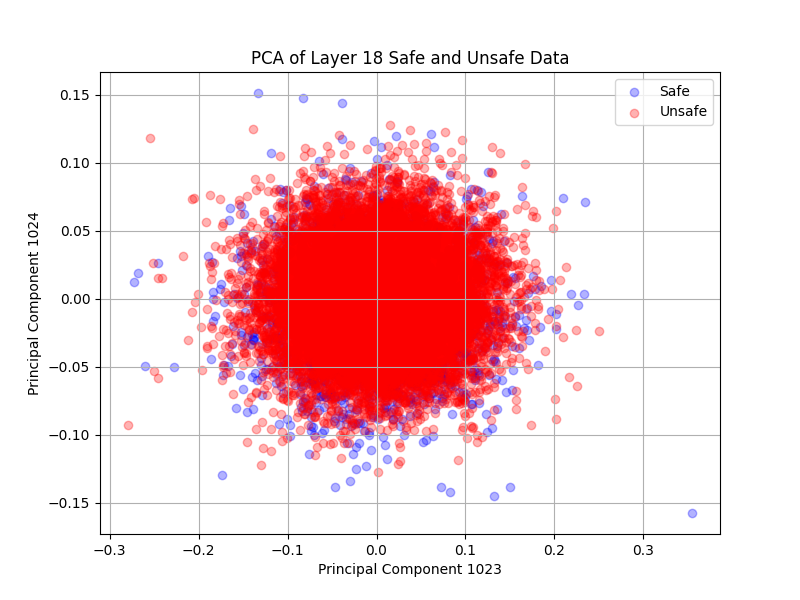 PCA of Layer 18 Safe and Unsafe Data
Safe
Unsafe
0.15
0.10
0.05
0.00
−0.05
−0.10
−0.15
Principal Component 1024
−0.3
−0.2
−0.1
0.0
0.1
0.2
0.3
Principal Component 1023